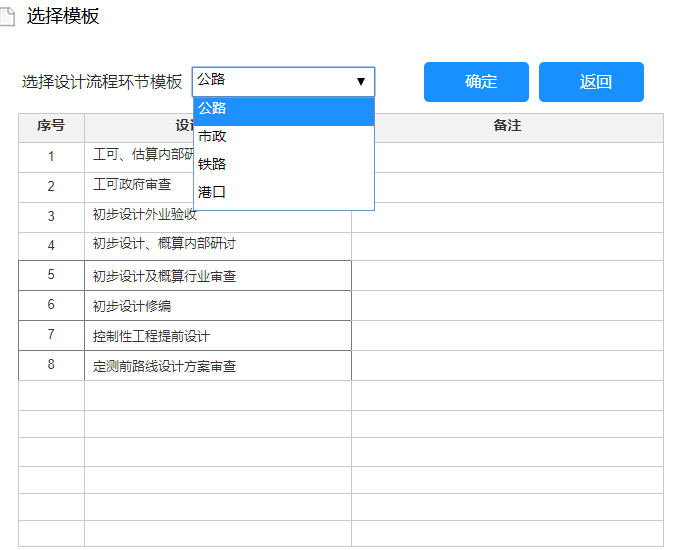 选择模板
选择设计流程环节模板 公路 ▼ 确定 返回
公路
市政
铁路
港口
序号 设计 备注
1 工可、估算内部研
2 工可政府审查
3 初步设计外业验收
4 初步设计、概算内部研讨
5 初步设计及概算行业审查
6 初步设计修编
7 控制性工程提前设计
8 定测前路线设计方案审查